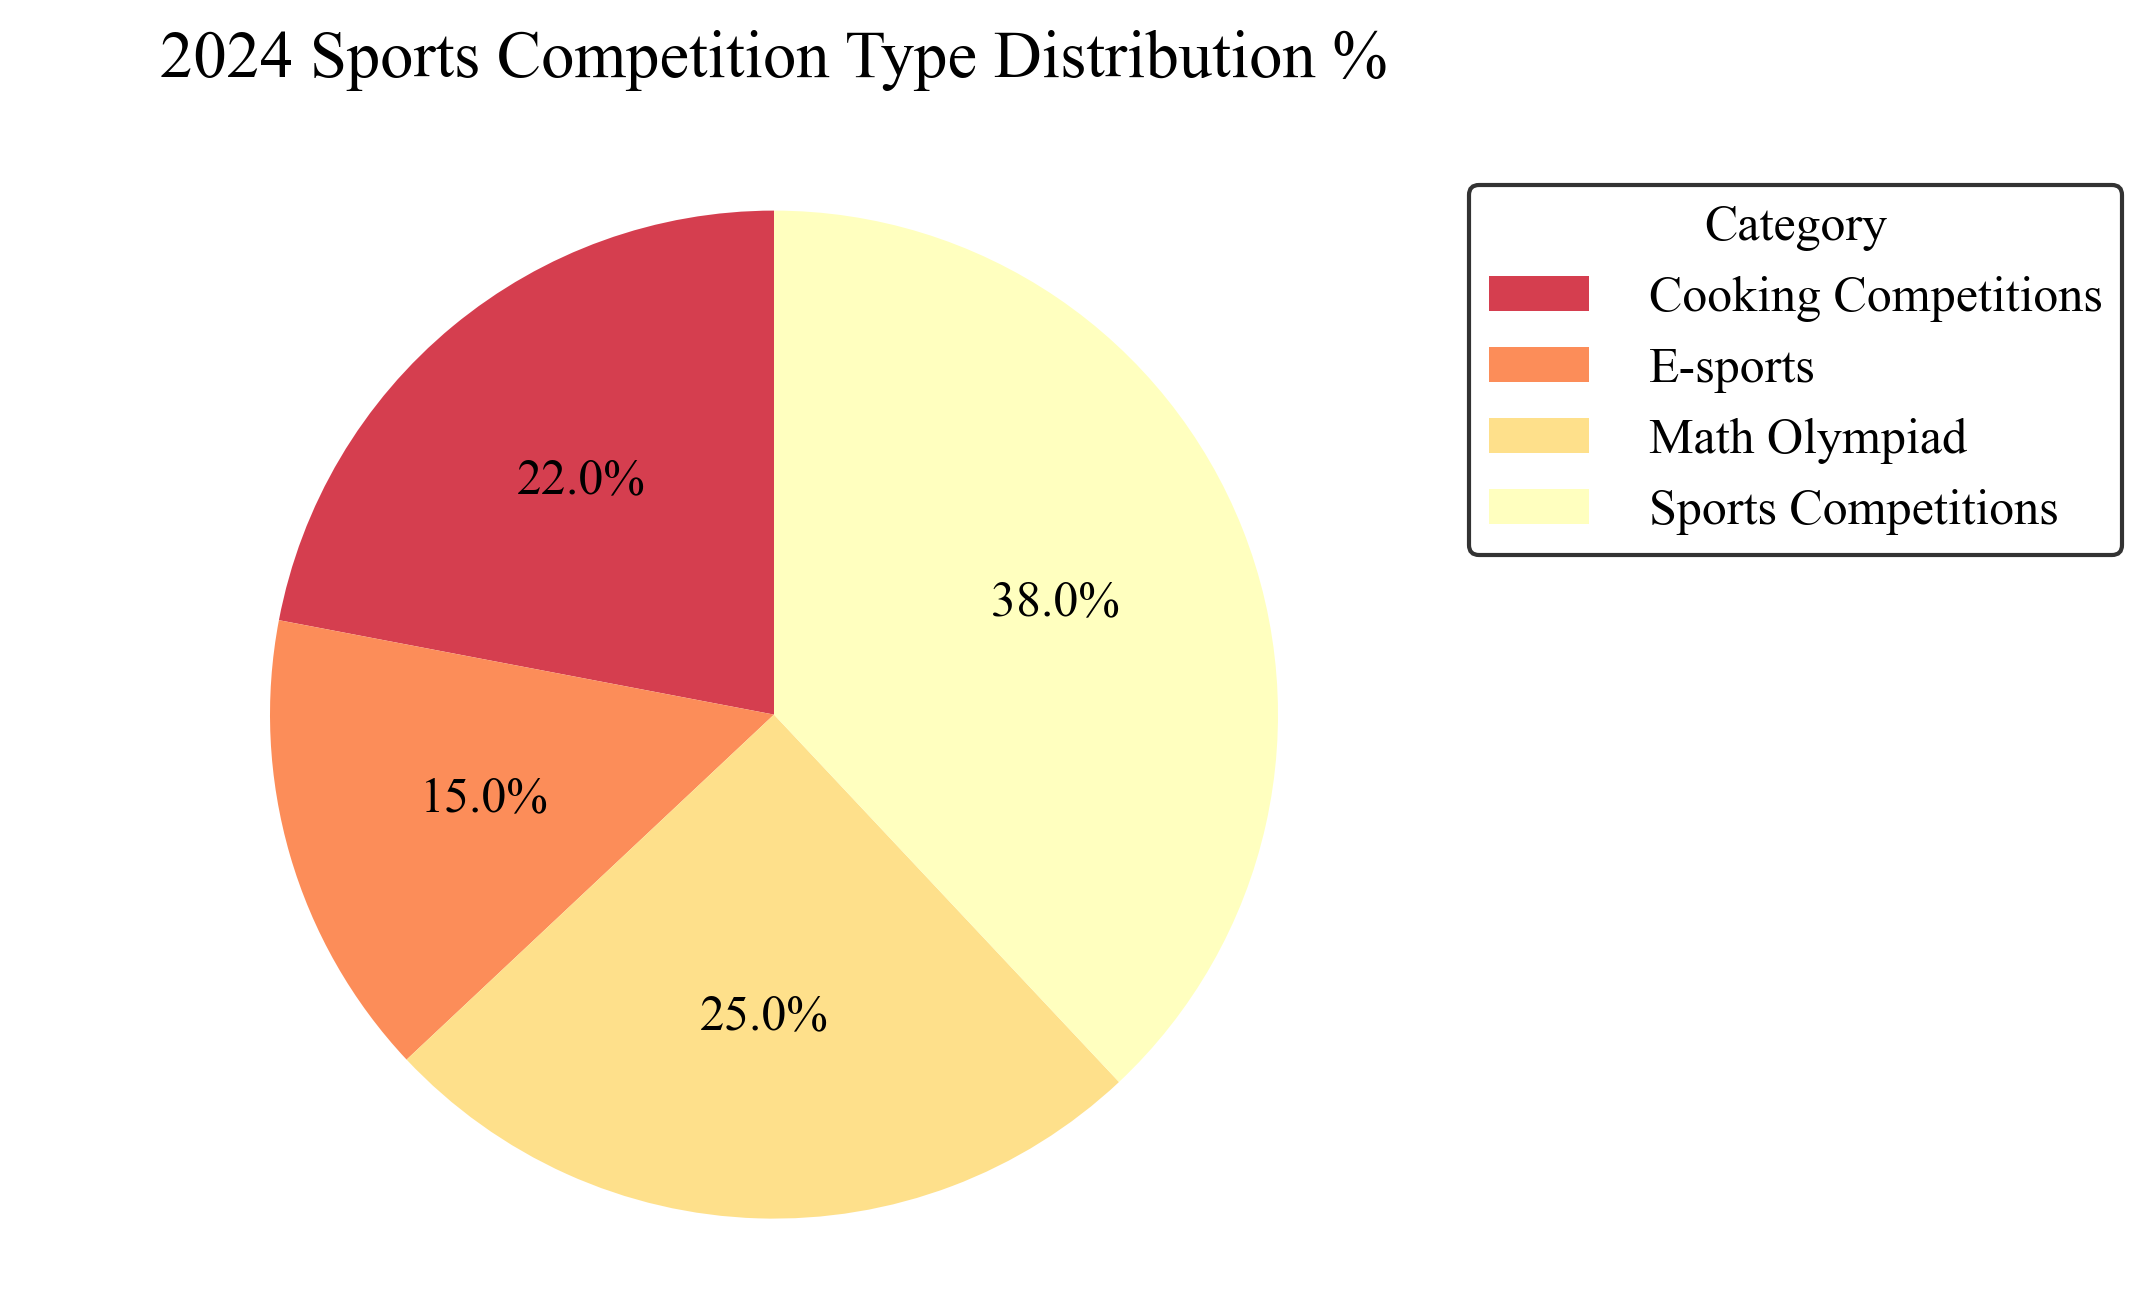 2024 Sports Competition Type Distribution %
Category
Cooking Competitions
E-sports
Math Olympiad
Sports Competitions
22.0%
38.0%
15.0%
25.0%